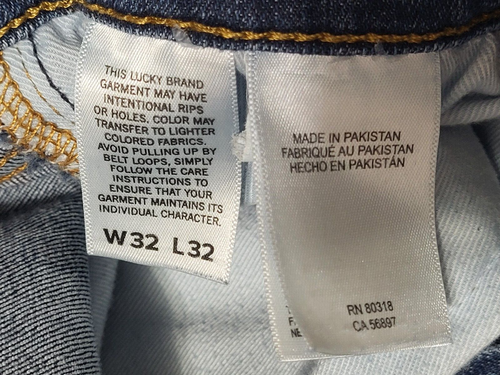 THIS LUCKY BRAND
GARMENT MAY HAVE
INTENTIONAL RIPS
OR HOLES. COLOR MAY
TRANSFER TO LIGHTER
COLORED FABRICS.
AVOID PULLING UP BY
BELT LOOPS, SIMPLY
FOLLOW THE CARE
INSTRUCTIONS TO
ENSURE THAT YOUR
GARMENT MAINTAINS ITS
INDIVIDUAL CHARACTER.
W32 L32
MADE IN PAKISTAN
FABRIQUÉ AU PAKISTAN
HECHO EN PAKISTÁN
RN 80318
CA 56897